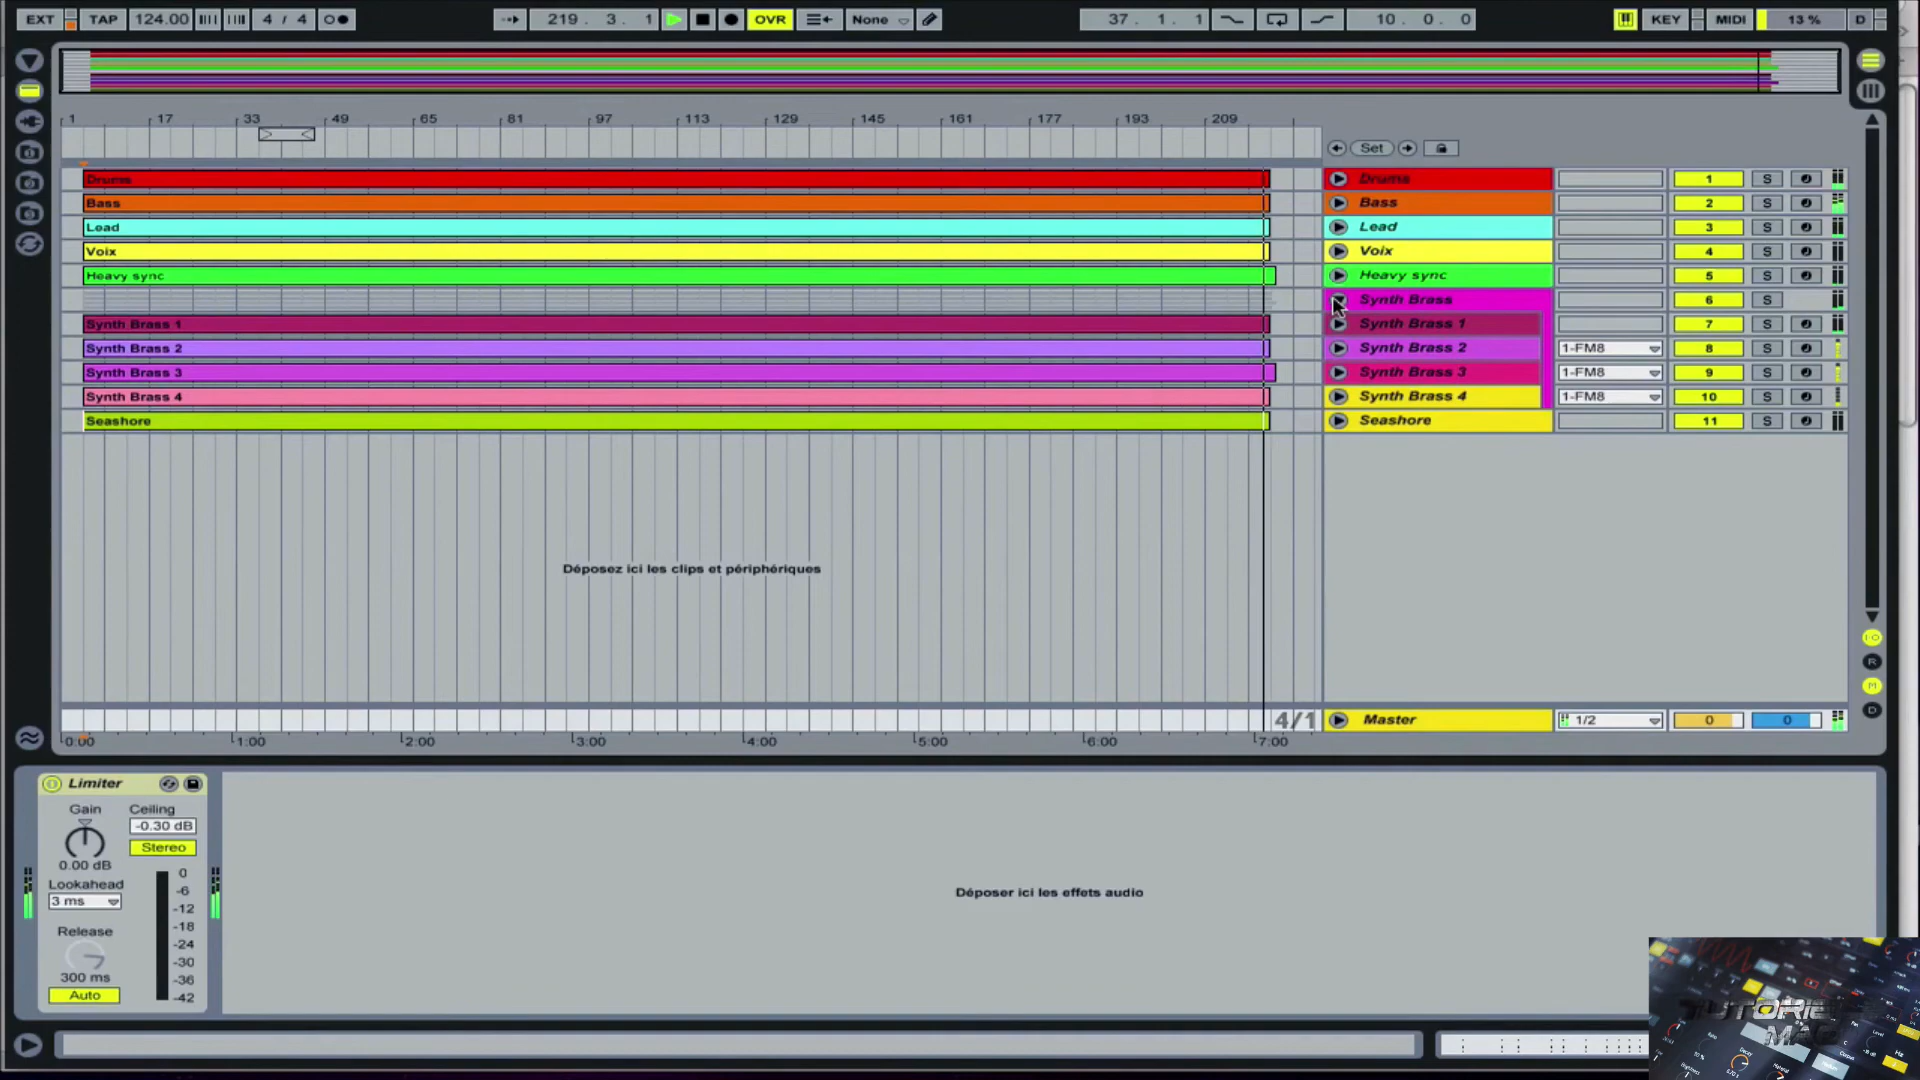 EXT TAP 124.00 4 / 4 219. 3. 1 OVR None 37. 1. 1 10. 0. 0 KEY MIDI 13 % D
1 17 33 49 65 81 97 113 129 145 161 177 193 209
Set
Drums Drums 1 S
Bass Bass 2 S
Lead Lead 3 S
Voix Voix 4 S
Heavy sync Heavy sync 5 S
Synth Brass 6 S
Synth Brass 1 Synth Brass 1 7 S
Synth Brass 2 Synth Brass 2 1-FM8 8 S
Synth Brass 3 Synth Brass 3 1-FM8 9 S
Synth Brass 4 Synth Brass 4 1-FM8 10 S
Seashore Seashore 11 S
Déposez ici les clips et périphériques
I·O
R
M
D
4/1 Master 1/2 0 0
0:00 1:00 2:00 3:00 4:00 5:00 6:00 7:00
Limiter
Gain Ceiling
-0.30 dB
Stereo
0.00 dB
Lookahead
3 ms
Release
300 ms
Auto
0
-6
-12
-18
-24
-30
-36
-42
Déposer ici les effets audio